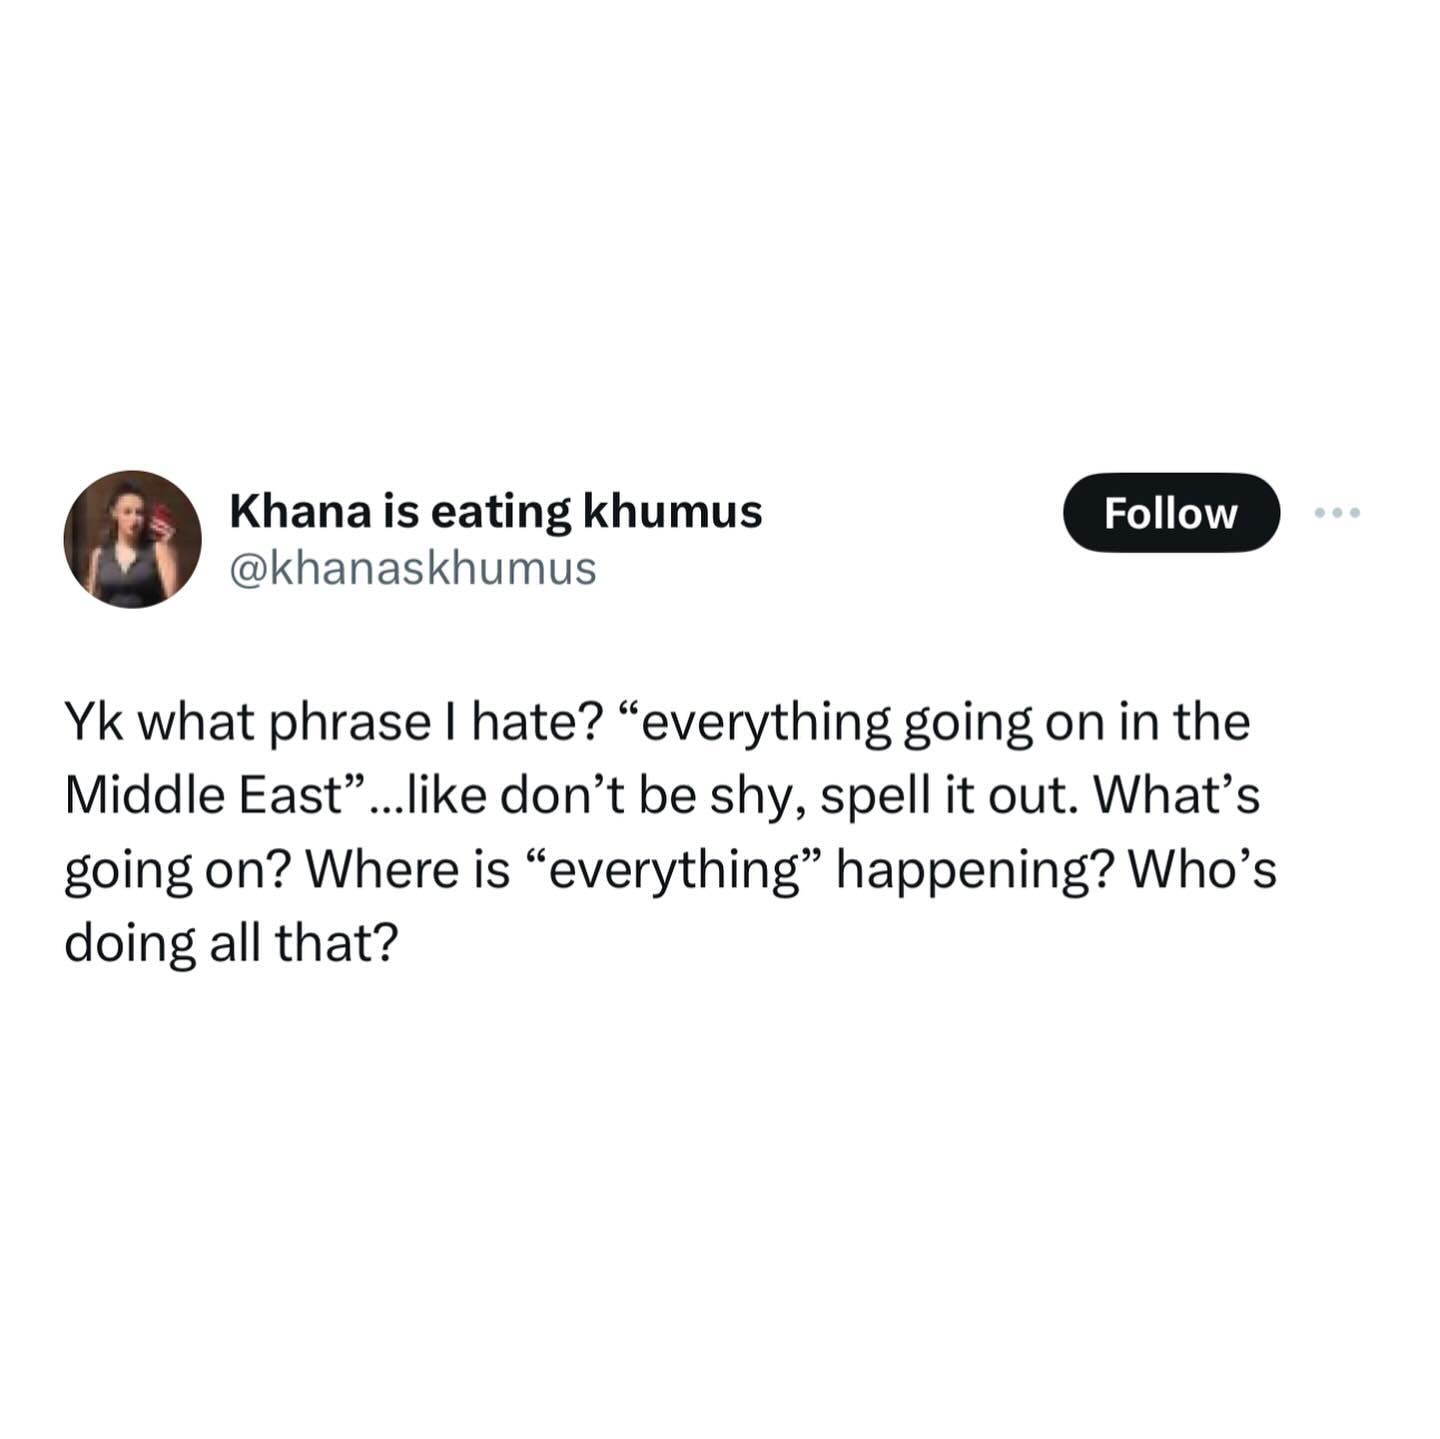 Khana is eating khumus
@khanaskhumus
Follow
Yk what phrase I hate? “everything going on in the
Middle East”...like don’t be shy, spell it out. What’s
going on? Where is “everything” happening? Who’s
doing all that?